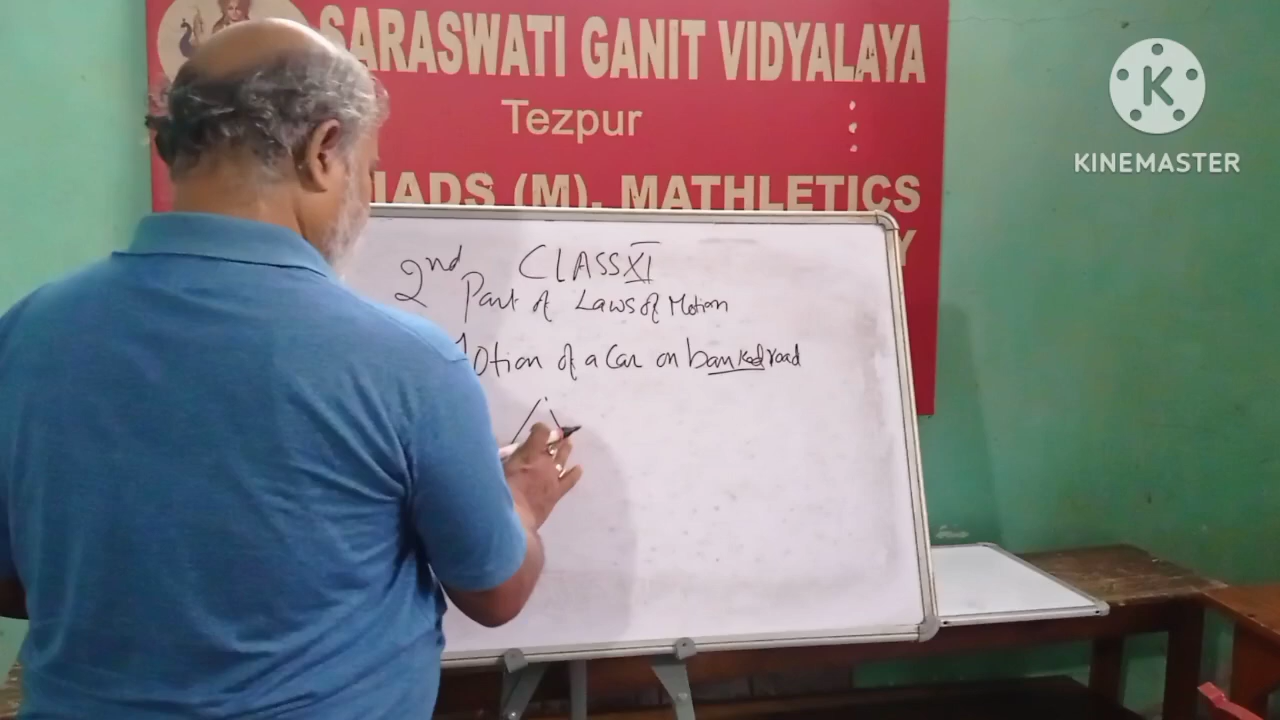 SARASWATI GANIT VIDYALAYA
Tezpur
IADS (M), MATHLETICS
Y
K
KINEMASTER
CLASS XI
2nd Part of Laws of Motion
otion of a Car on banked road